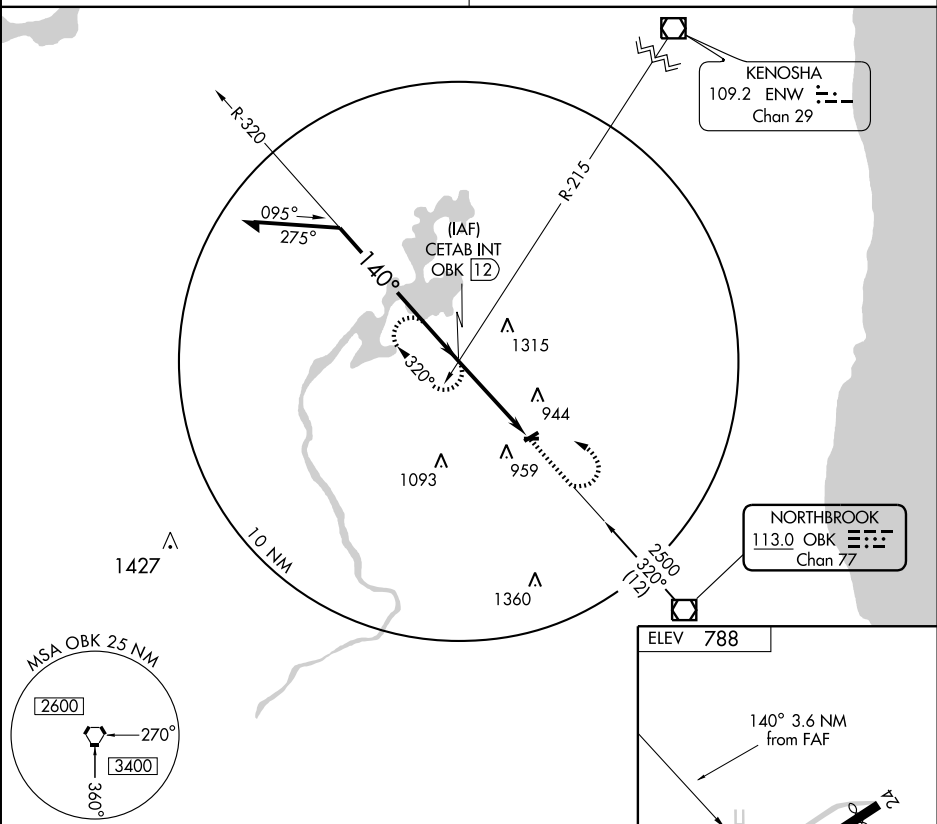 KENOSHA
109.2 ENW
Chan 29
R-320
R-215
095°
275°
(IAF)
CETAB INT
OBK 12
140°
1315
320°
944
959
1093
10 NM
1427
NORTHBROOK
113.0 OBK
Chan 77
2500
320°
(12)
1360
ELEV 788
MSA OBK 25 NM
2600
270°
3400
360°
140° 3.6 NM
from FAF
24